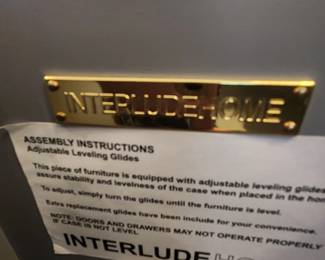 INTERLUDEHOME
ASSEMBLY INSTRUCTIONS
Adjustable Leveling Glides
This piece of furniture is equipped with adjustable leveling glides
assure stability and levelness of the case when placed in the hom
To adjust, simply turn the glides until the furniture is level.
Extra replacement glides have been include for your convenience.
NOTE: DOORS AND DRAWERS MAY NOT OPERATE PROPERLY
IF CASE IS NOT LEVEL
INTERLUDEHO